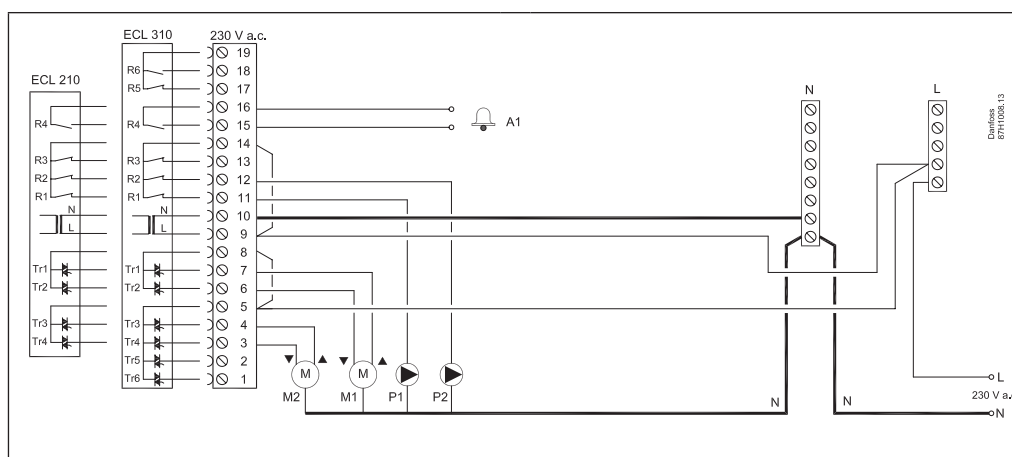 ECL 310
230 V a.c.
ECL 210
19
R6
18
R5
17
16
R4
R4
15
A1
14
R3
R3
13
R2
R2
12
R1
R1
11
N
N
10
L
L
9
8
Tr1
Tr1
7
Tr2
Tr2
6
5
Tr3
Tr3
4
Tr4
Tr4
3
Tr5
2
Tr6
1
M
M
M2
M1
P1
P2
N
L
Danfoss
87H1008.13
N
N
L
230 V a.c
N